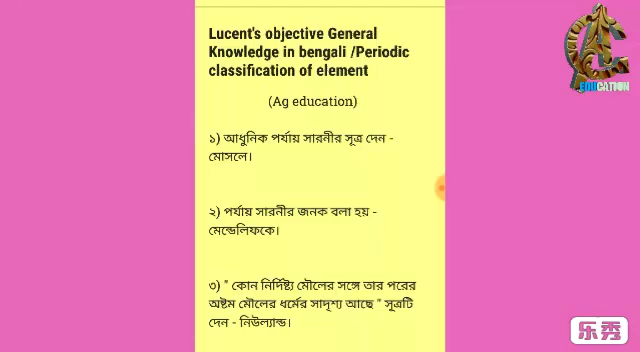 Lucent's objective General
Knowledge in bengali /Periodic
classification of element
(Ag education)
১) আধুনিক পর্যায় সারনীর সূত্র দেন -
মোসলে।
২) পর্যায় সারনীর জনক বলা হয় -
মেন্ডেলিফকে।
৩) " কোন নির্দিষ্ট্য মৌলের সঙ্গে তার পরের
অষ্টম মৌলের ধর্মের সাদৃশ্য আছে " সূত্রটি
দেন - নিউল্যান্ড।
EDUCATION
乐秀